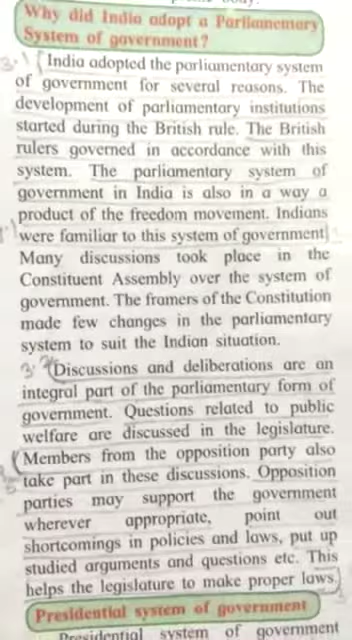 Why did India adopt a Parliamentary
System of government?
India adopted the parliamentary system
of government for several reasons. The
development of parliamentary institutions
started during the British rule. The British
rulers governed in accordance with this
system. The parliamentary system of
government in India is also in a way a
product of the freedom movement. Indians
were familiar to this system of government.
Many discussions took place in the
Constituent Assembly over the system of
government. The framers of the Constitution
made few changes in the parliamentary
system to suit the Indian situation.
Discussions and deliberations are an
integral part of the parliamentary form of
government. Questions related to public
welfare are discussed in the legislature.
Members from the opposition party also
take part in these discussions. Opposition
parties may support the government
wherever appropriate, point out
shortcomings in policies and laws, put up
studied arguments and questions etc. This
helps the legislature to make proper laws.
Presidential system of government
Presidential system of government